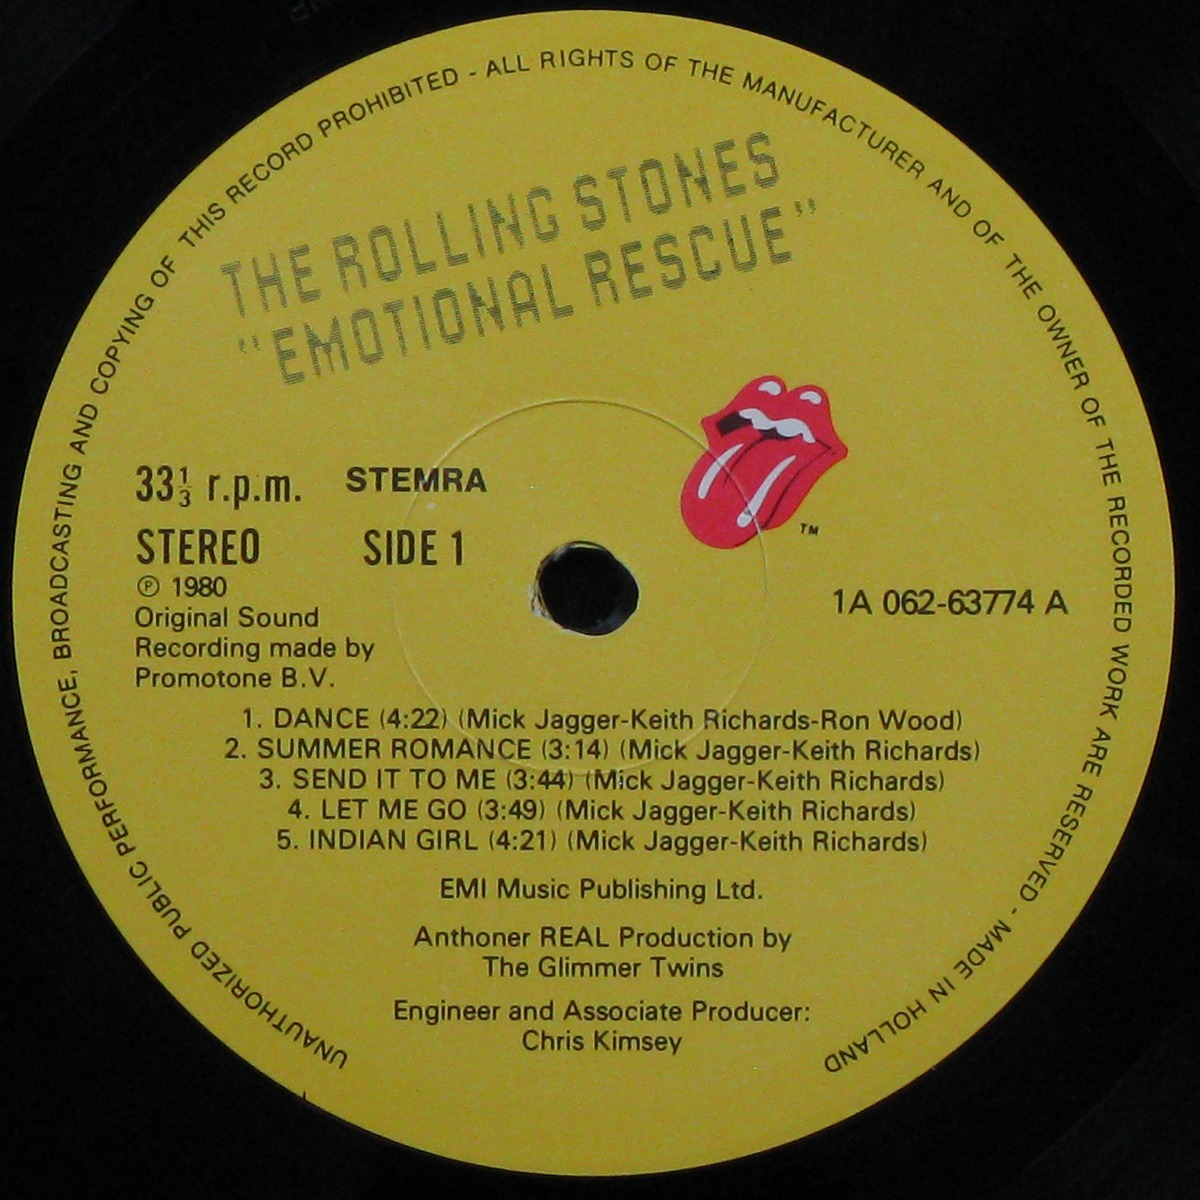 UNAUTHORIZED PUBLIC PERFORMANCE, BROADCASTING AND COPYING OF THIS RECORD PROHIBITED - ALL RIGHTS OF THE MANUFACTURER AND OF THE OWNER OF THE RECORDED WORK ARE RESERVED - MADE IN HOLLAND
THE ROLLING STONES
"EMOTIONAL RESCUE"
TM
33⅓ r.p.m. STEMRA
STEREO SIDE 1
℗ 1980
Original Sound
Recording made by
Promotone B.V.
1A 062-63774 A
1. DANCE (4:22) (Mick Jagger-Keith Richards-Ron Wood)
2. SUMMER ROMANCE (3:14) (Mick Jagger-Keith Richards)
3. SEND IT TO ME (3:44) (Mick Jagger-Keith Richards)
4. LET ME GO (3:49) (Mick Jagger-Keith Richards)
5. INDIAN GIRL (4:21) (Mick Jagger-Keith Richards)
EMI Music Publishing Ltd.
Anthoner REAL Production by
The Glimmer Twins
Engineer and Associate Producer:
Chris Kimsey